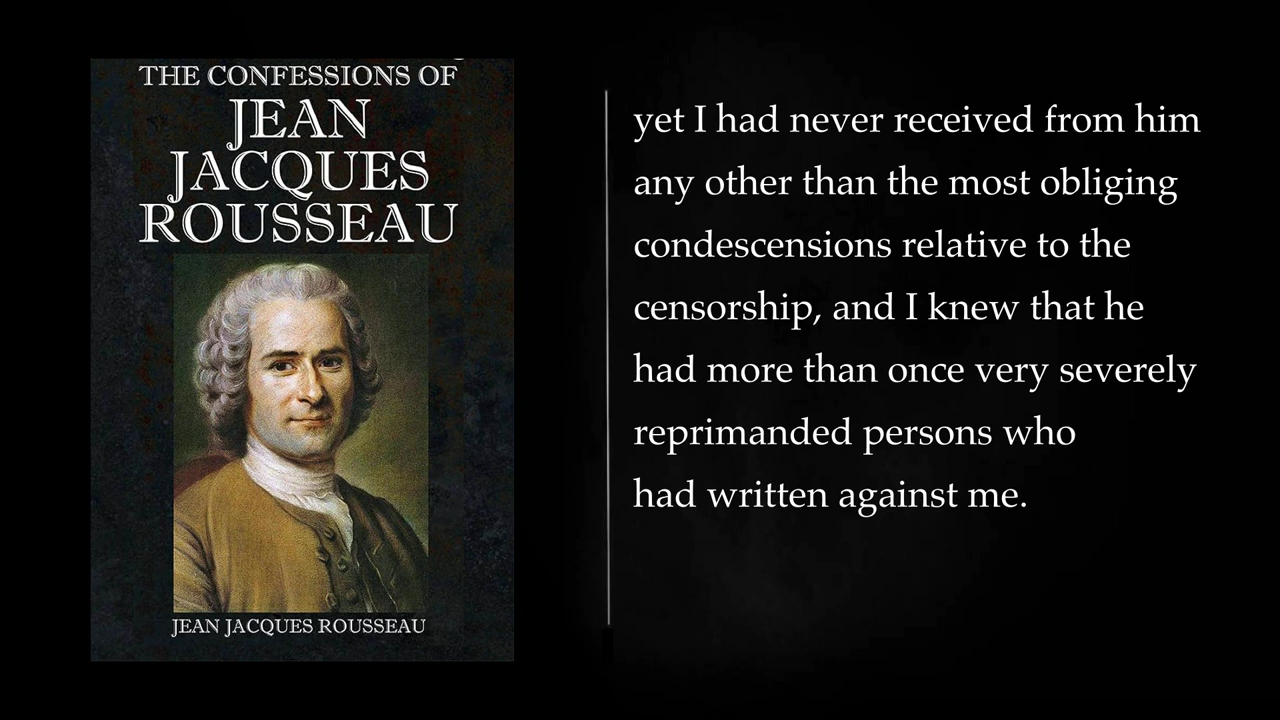 THE CONFESSIONS OF
JEAN
JACQUES
ROUSSEAU
JEAN JACQUES ROUSSEAU
yet I had never received from him
any other than the most obliging
condescensions relative to the
censorship, and I knew that he
had more than once very severely
reprimanded persons who
had written against me.